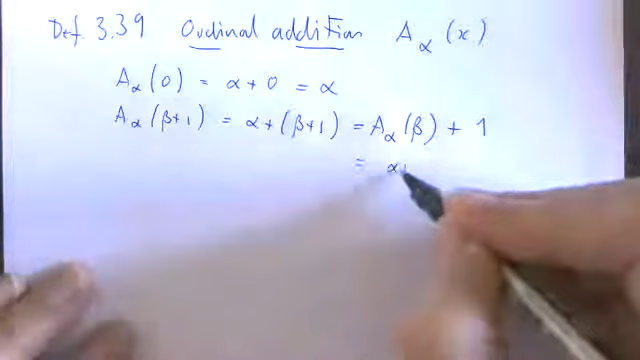 Def. 3.39 Ordinal addition A_α(x)
A_α(0) = α+0 = α
A_α(β+1) = α+(β+1) = A_α(β) + 1
= α